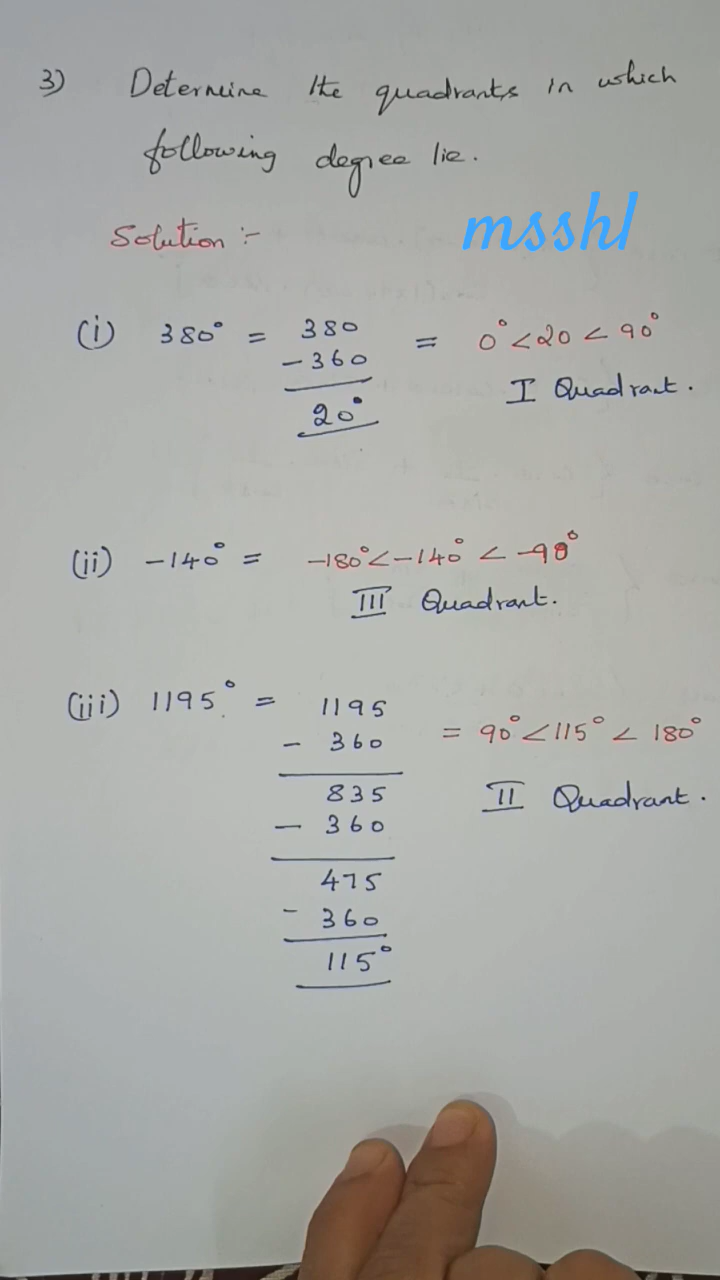 3) Determine the quadrants in which
following degree lie.
Solution :-
msshl
(i) 380° = 380 = 0° < 20 < 90°
- 360
20°
I Quadrant.
(ii) -140° = -180° < -140° < -90°
III Quadrant.
(iii) 1195° = 1195
- 360 = 90° < 115° < 180°
835
II Quadrant.
- 360
475
- 360
115°